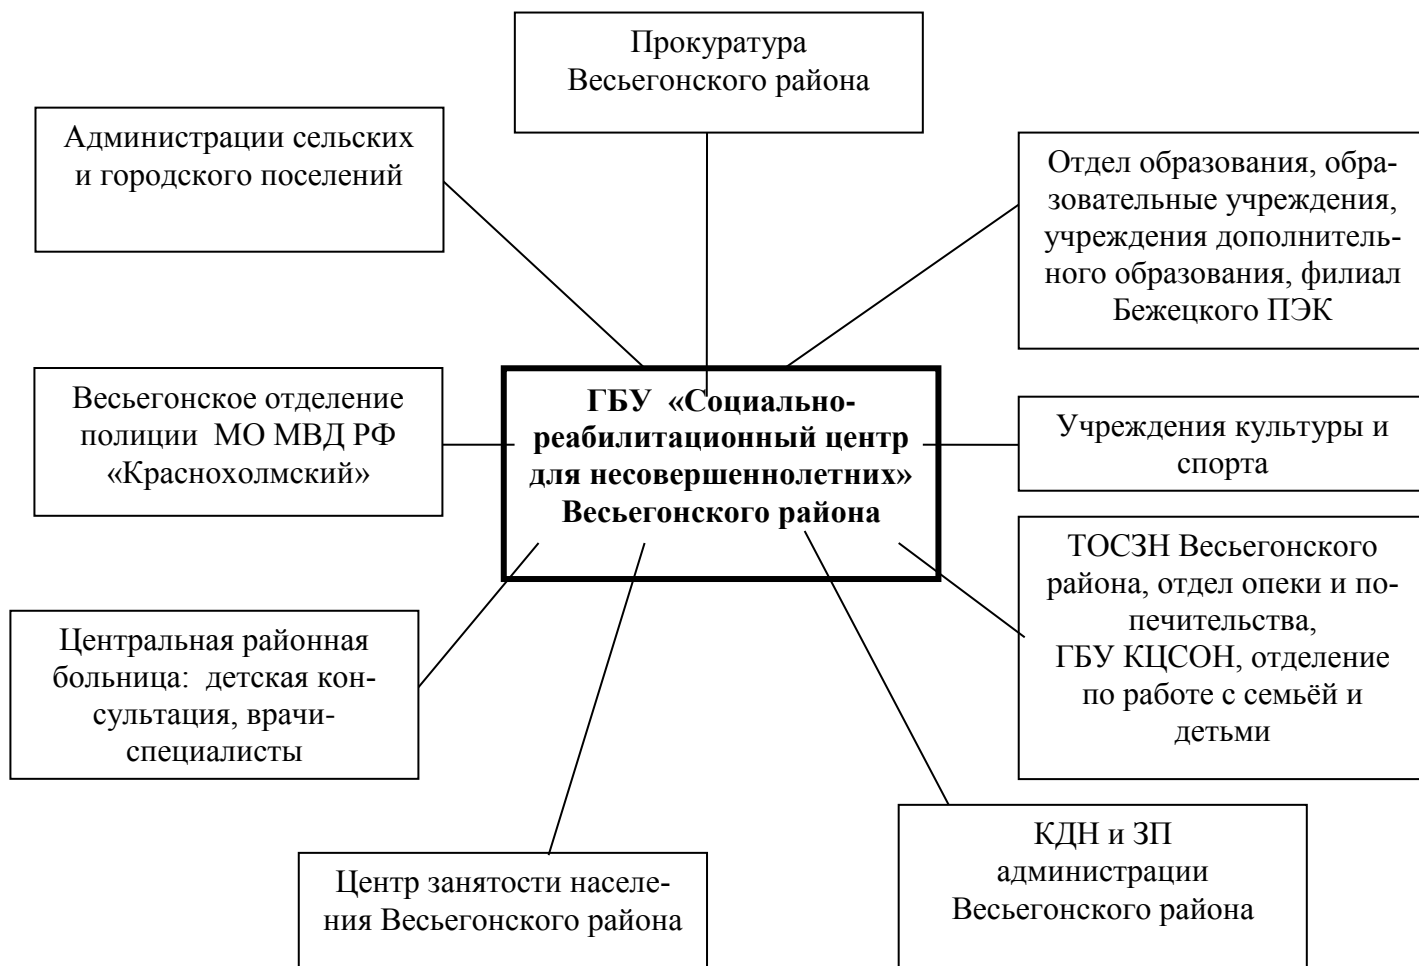 Прокуратура
Весьегонского района
Администрации сельских
и городского поселений
Отдел образования, обра-
зовательные учреждения,
учреждения дополнитель-
ного образования, филиал
Бежецкого ПЭК
Весьегонское отделение
полиции МО МВД РФ
«Краснохолмский»
ГБУ «Социально-
реабилитационный центр
для несовершеннолетних»
Весьегонского района
Учреждения культуры и
спорта
ТОСЗН Весьегонского
района, отдел опеки и по-
печительства,
ГБУ КЦСОН, отделение
по работе с семьёй и
детьми
Центральная районная
больница: детская кон-
сультация, врачи-
специалисты
Центр занятости населе-
ния Весьегонского района
КДН и ЗП
администрации
Весьегонского района